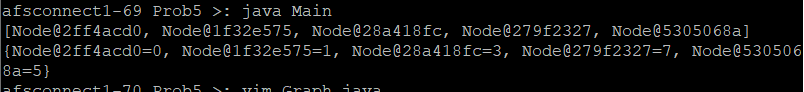 afsconnect1-69 Prob5 >: java Main
[Node@2ff4acd0, Node@1f32e575, Node@28a418fc, Node@279f2327, Node@5305068a]
{Node@2ff4acd0=0, Node@1f32e575=1, Node@28a418fc=3, Node@279f2327=7, Node@530506
8a=5}
afsconnect1-70 Prob5 >: vim Graph.java